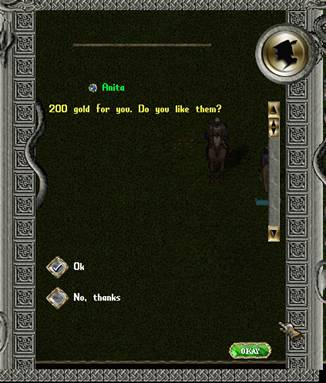 Anita
200 gold for you. Do you like them?
Ok
No, thanks
OKAY